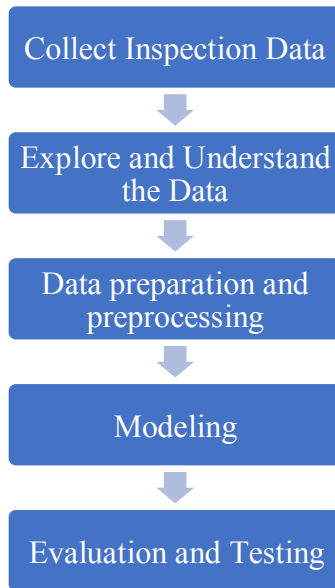 Collect Inspection Data
Explore and Understand
the Data
Data preparation and
preprocessing
Modeling
Evaluation and Testing